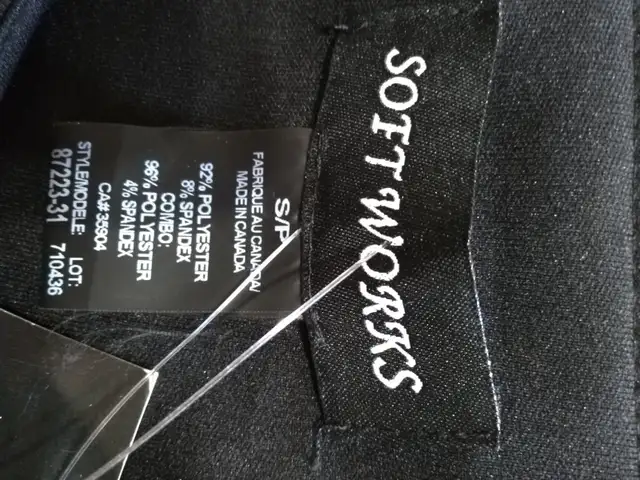 SOFT WORKS
S/P
FABRIQUE AU CANADA/
MADE IN CANADA
92% POLYESTER
8% SPANDEX
COMBO:
96% POLYESTER
4% SPANDEX
CA# 35904
STYLE/MODELE: LOT:
87223-31 710436